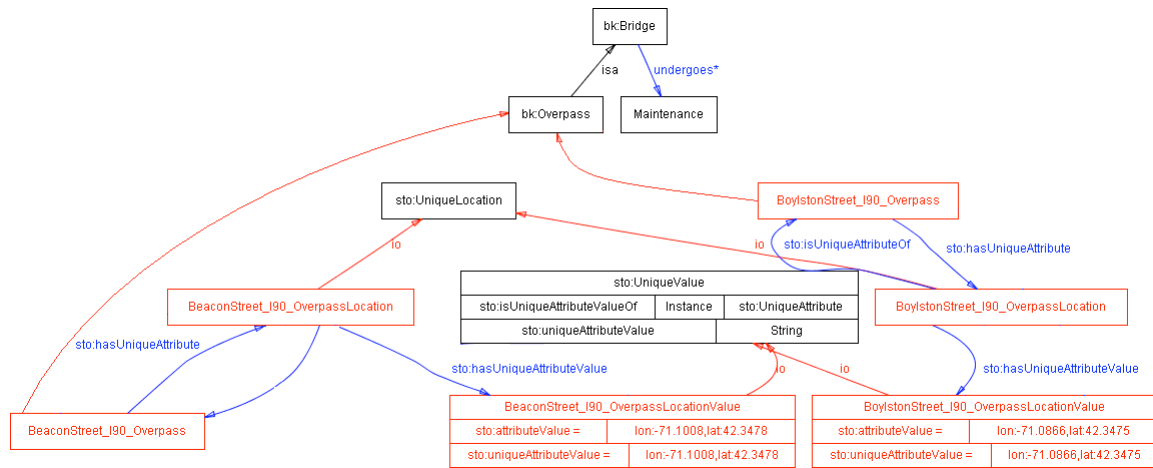 bk:Bridge
isa
undergoes*
bk:Overpass
Maintenance
sto:UniqueLocation
BoylstonStreet_I90_Overpass
io
io
sto:isUniqueAttributeOf
sto:hasUniqueAttribute
sto:UniqueValue
sto:isUniqueAttributeValueOf Instance sto:UniqueAttribute
sto:uniqueAttributeValue String
BeaconStreet_I90_OverpassLocation
BoylstonStreet_I90_OverpassLocation
sto:hasUniqueAttribute
sto:hasUniqueAttributeValue
io
io
sto:hasUniqueAttributeValue
BeaconStreet_I90_Overpass
BeaconStreet_I90_OverpassLocationValue
sto:attributeValue = lon:-71.1008,lat:42.3478
sto:uniqueAttributeValue = lon:-71.1008,lat:42.3478
BoylstonStreet_I90_OverpassLocationValue
sto:attributeValue = lon:-71.0866,lat:42.3475
sto:uniqueAttributeValue = lon:-71.0866,lat:42.3475